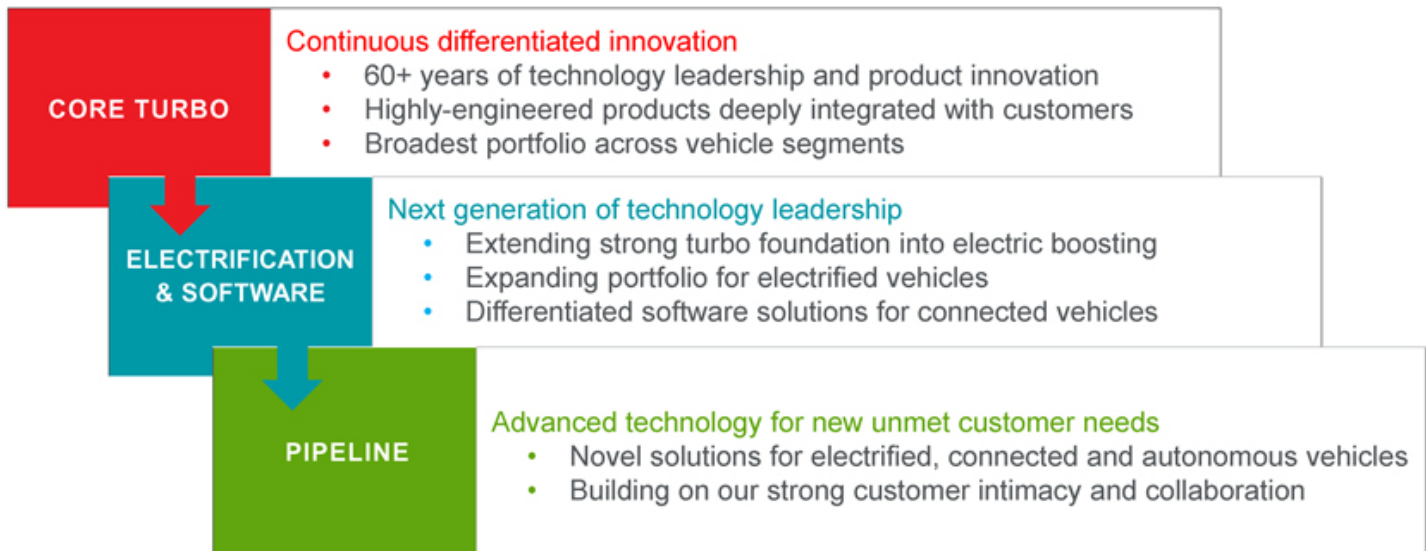 CORE TURBO
Continuous differentiated innovation
• 60+ years of technology leadership and product innovation
• Highly-engineered products deeply integrated with customers
• Broadest portfolio across vehicle segments
ELECTRIFICATION
& SOFTWARE
Next generation of technology leadership
• Extending strong turbo foundation into electric boosting
• Expanding portfolio for electrified vehicles
• Differentiated software solutions for connected vehicles
PIPELINE
Advanced technology for new unmet customer needs
• Novel solutions for electrified, connected and autonomous vehicles
• Building on our strong customer intimacy and collaboration